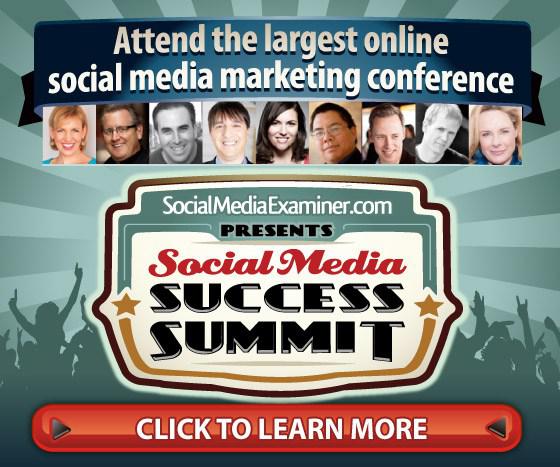 Attend the largest online
social media marketing conference
SocialMediaExaminer.com
PRESENTS
Social Media
SUCCESS
SUMMIT
CLICK TO LEARN MORE